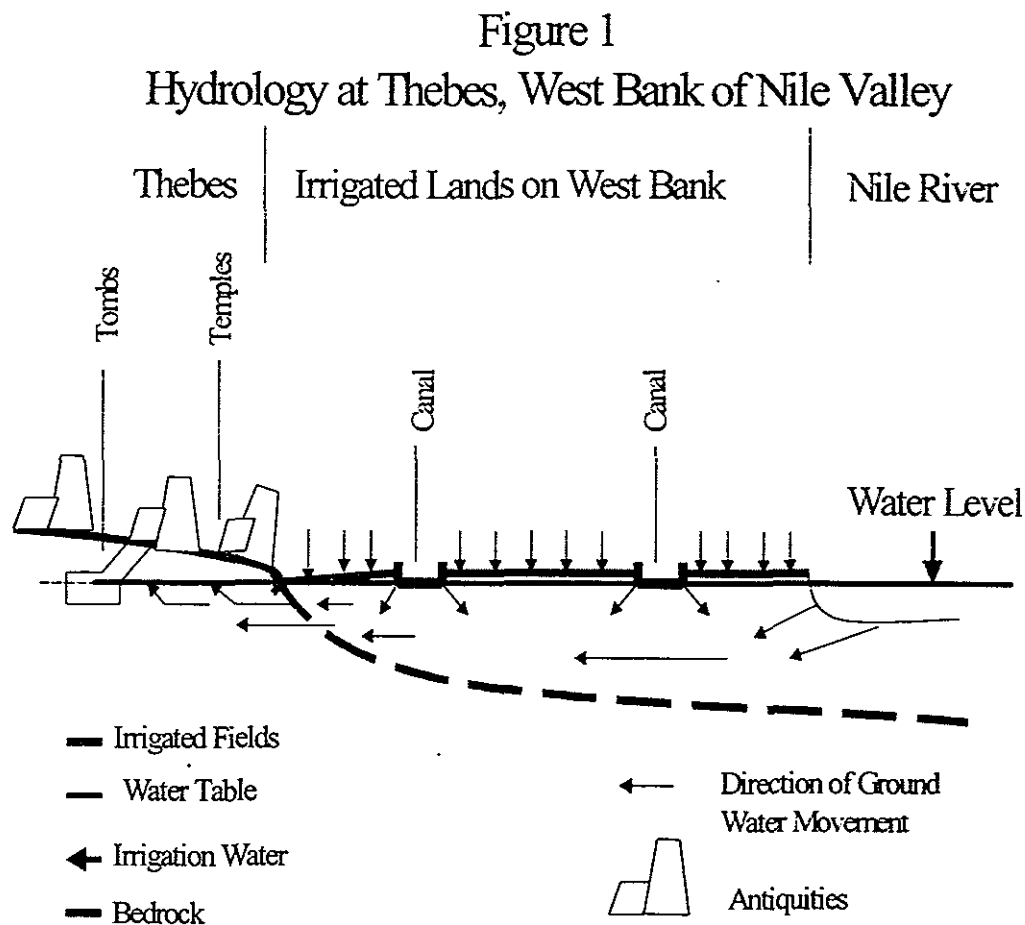 Figure 1
Hydrology at Thebes, West Bank of Nile Valley
Thebes
Irrigated Lands on West Bank
Nile River
Tombs
Temples
Canal
Canal
Water Level
Irrigated Fields
Water Table
Irrigation Water
Bedrock
Direction of Ground
Water Movement
Antiquities